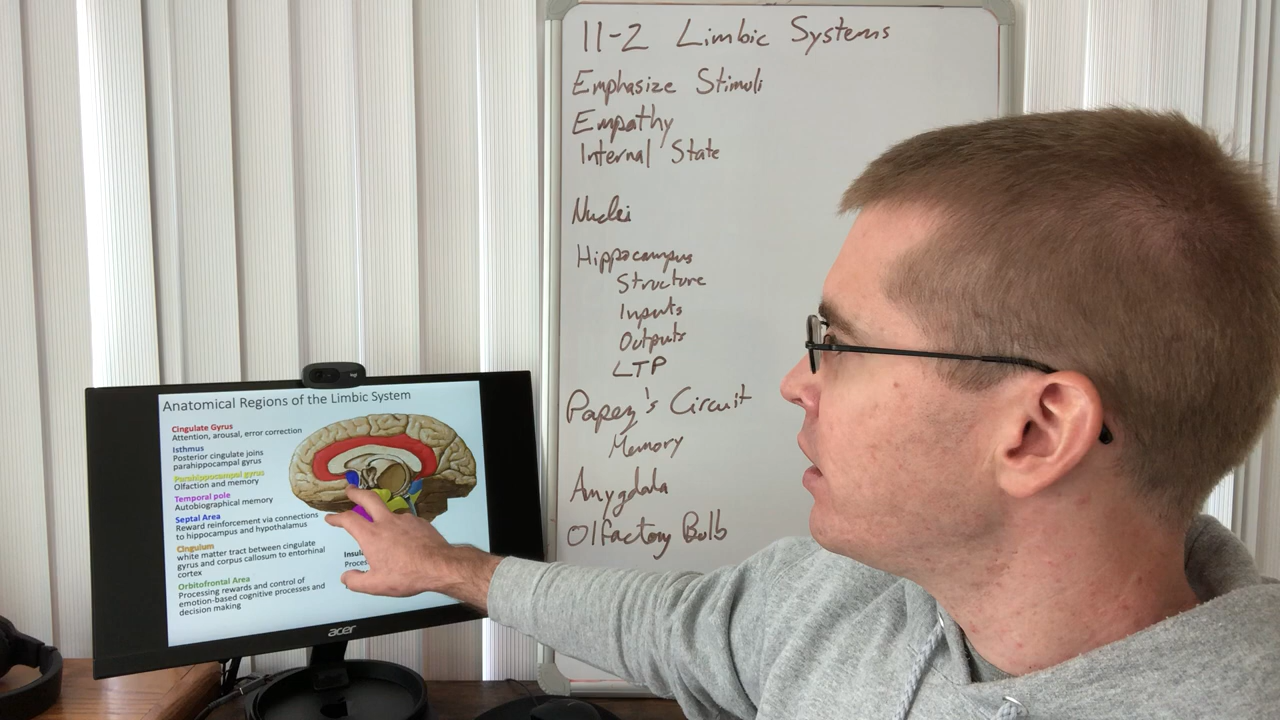 11-2 Limbic Systems
Emphasize Stimuli
Empathy
Internal State
Nuclei
Hippocampus
Structure
Inputs
Outputs
LTP
Papez's Circuit
Memory
Amygdala
Olfactory Bulb
logi
Anatomical Regions of the Limbic System
Cingulate Gyrus
Attention, arousal, error correction
Isthmus
Posterior cingulate joins
parahippocampal gyrus
Parahippocampal gyrus
Olfaction and memory
Temporal pole
Autobiographical memory
Septal Area
Reward reinforcement via connections
to hippocampus and hypothalamus
Cingulum
white matter tract between cingulate
gyrus and corpus callosum to entorhinal
cortex
Orbitofrontal Area
Processing rewards and control of
emotion-based cognitive processes and
decision making
acer